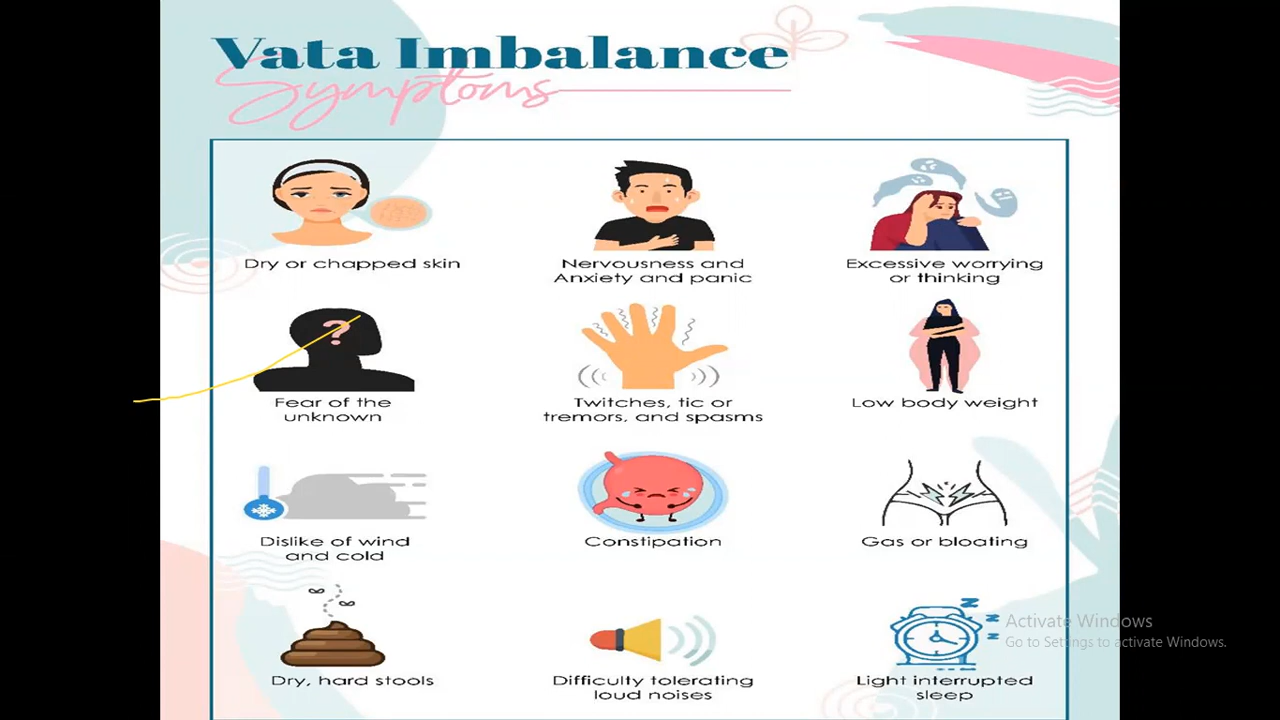 Vata Imbalance
Symptoms
Dry or chapped skin
Nervousness and
Anxiety and panic
Excessive worrying
or thinking
?
Fear of the
unknown
Twitches, tic or
tremors, and spasms
Low body weight
Dislike of wind
and cold
Constipation
Gas or bloating
Dry, hard stools
Difficulty tolerating
loud noises
z
z
z
Light interrupted
sleep
Activate Windows
Go to Settings to activate Windows.